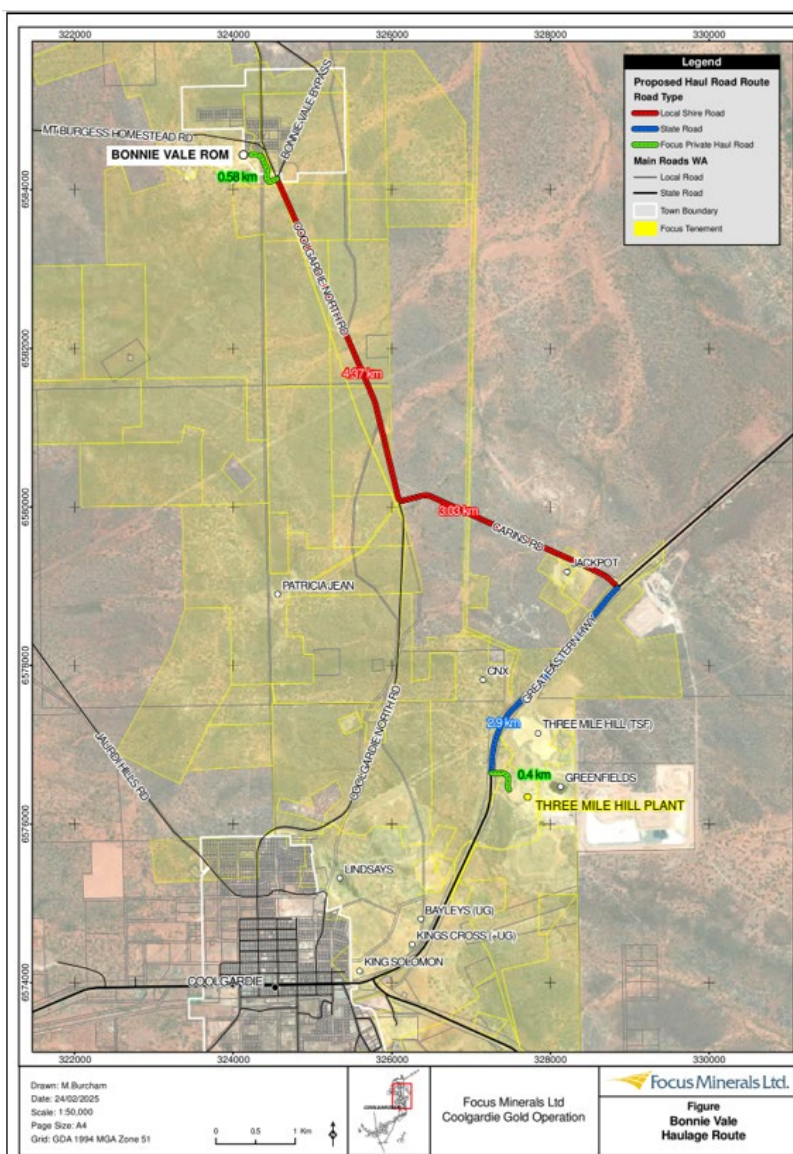 322000 324000 326000 328000 330000
Legend
Proposed Haul Road Route
Road Type
Local Shire Road
State Road
Focus Private Haul Road
Main Roads WA
Local Road
State Road
Town Boundary
Focus Tenement
BONNIE VALE BYPASS
MT BURGESS HOMESTEAD RD
BONNIE VALE ROM
0.58 km
6584000
COOLGARDIE NORTH RD
6582000
4.37 km
6580000
3.03 km
CARINS RD
JACKPOT
PATRICIA JEAN
GREAT EASTERN HWY
6578000
CNX
COOLGARDIE NORTH RD
2.9 km
THREE MILE HILL (TSF)
JAURDI HILLS RD
0.4 km
GREENFIELDS
THREE MILE HILL PLANT
6576000
LINDSAYS
BAYLEYS (UG)
KINGS CROSS (+UG)
KING SOLOMON
6574000
COOLGARDIE
322000 324000 326000 328000 330000
Drawn: M.Burcham
Date: 24/02/2025
Scale: 1:50,000
Page Size: A4
Grid: GDA 1994 MGA Zone 51
0 0.5 1 Km
COOLGARDIE
Focus Minerals Ltd
Coolgardie Gold Operation
Focus Minerals Ltd.
Figure
Bonnie Vale
Haulage Route